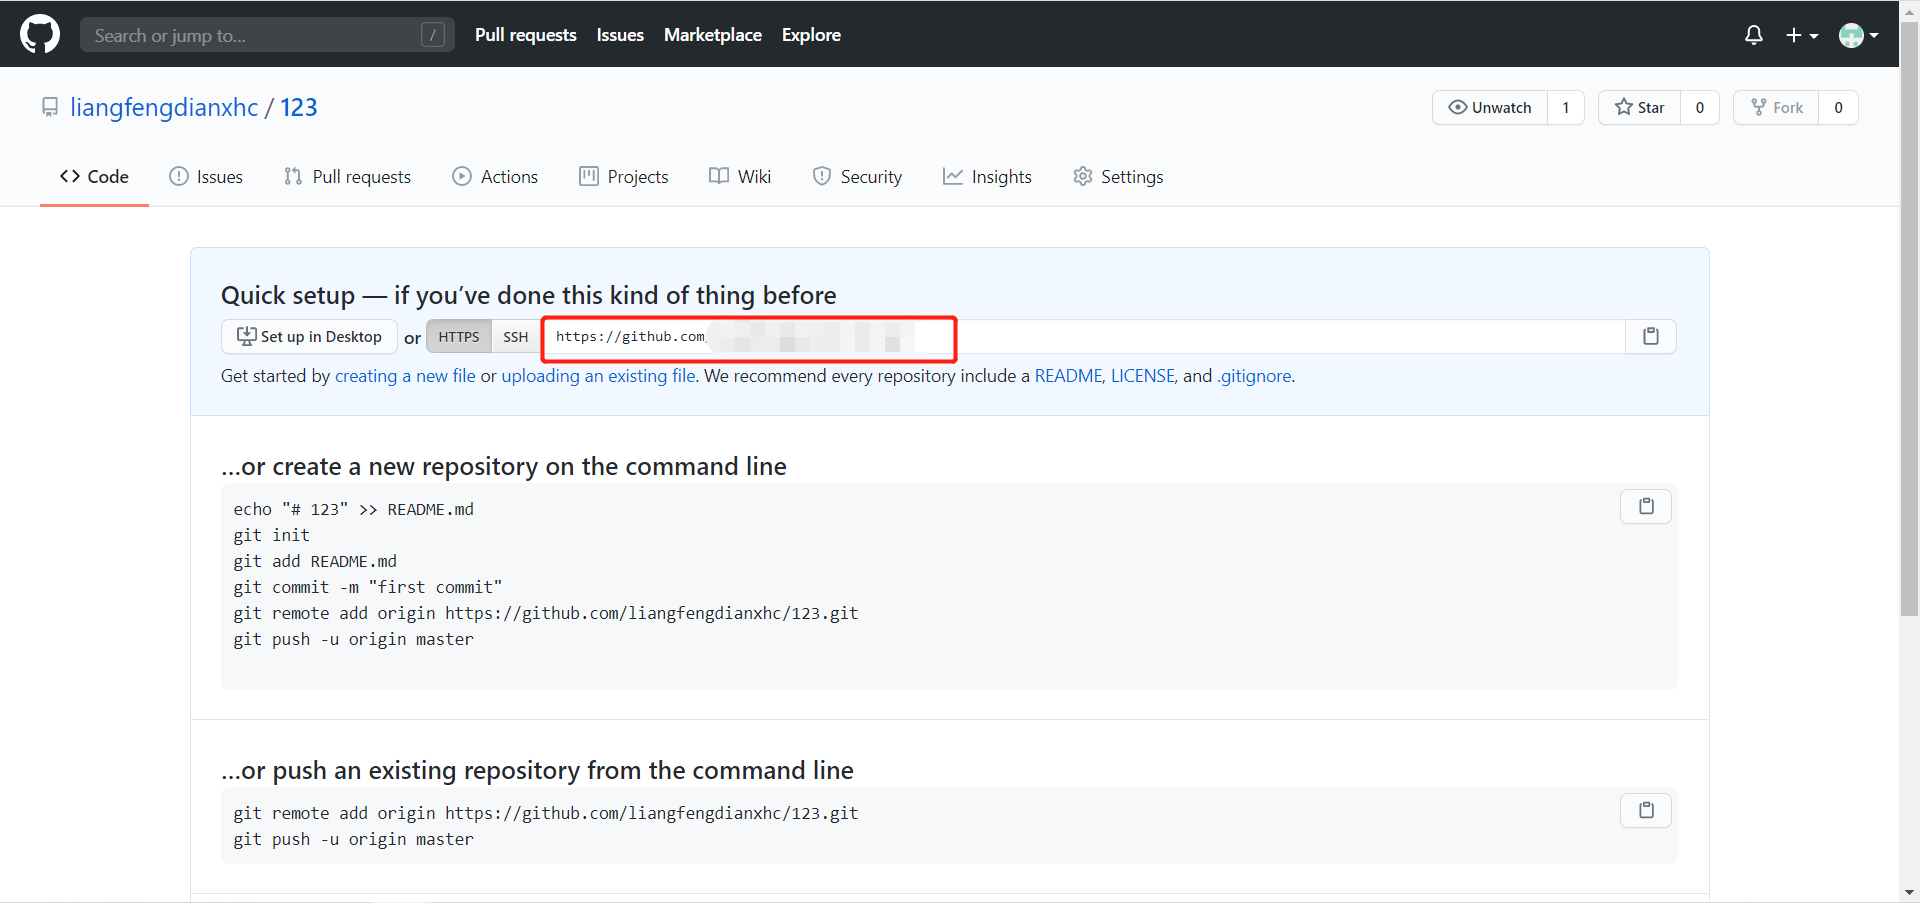 Search or jump to... / Pull requests Issues Marketplace Explore
liangfengdianxhc / 123 Unwatch 1 Star 0 Fork 0
Code Issues Pull requests Actions Projects Wiki Security Insights Settings
Quick setup — if you’ve done this kind of thing before
Set up in Desktop or HTTPS SSH https://github.com/
Get started by creating a new file or uploading an existing file. We recommend every repository include a README, LICENSE, and .gitignore.
…or create a new repository on the command line
echo "# 123" >> README.md
git init
git add README.md
git commit -m "first commit"
git remote add origin https://github.com/liangfengdianxhc/123.git
git push -u origin master
…or push an existing repository from the command line
git remote add origin https://github.com/liangfengdianxhc/123.git
git push -u origin master